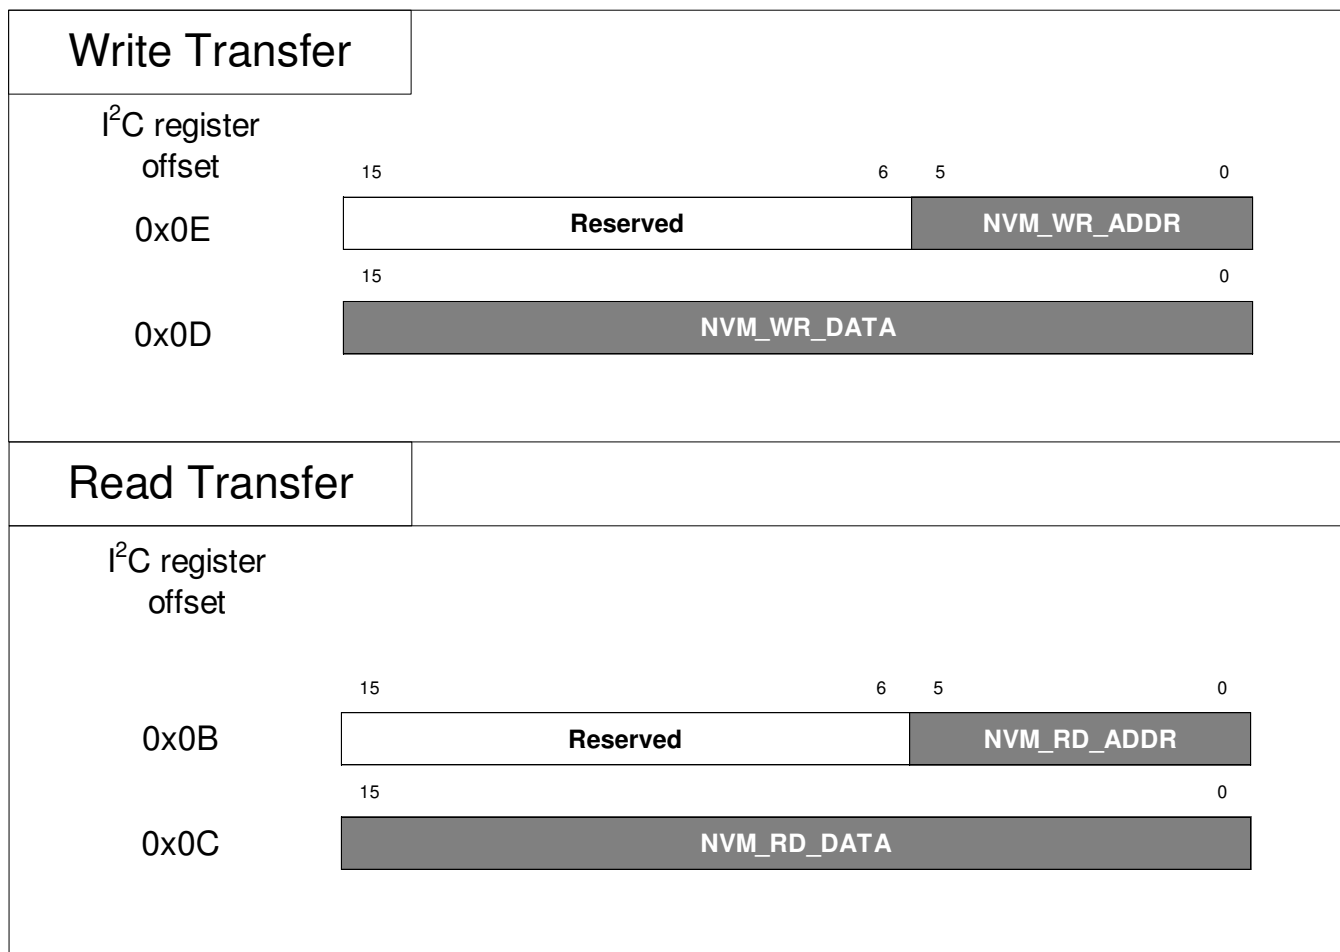 Write Transfer
I²C register
offset
15 6 5 0
0x0E Reserved NVM_WR_ADDR
15 0
0x0D NVM_WR_DATA
Read Transfer
I²C register
offset
15 6 5 0
0x0B Reserved NVM_RD_ADDR
15 0
0x0C NVM_RD_DATA